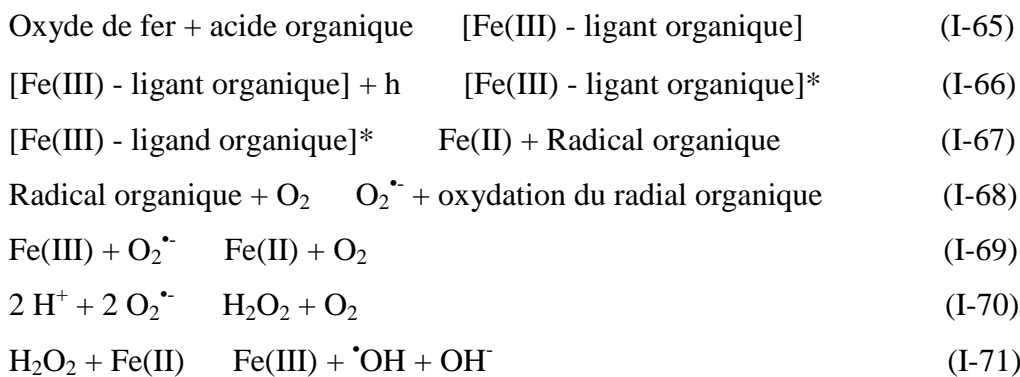 Oxyde de fer + acide organique [Fe(III) - ligant organique] (I-65)
[Fe(III) - ligant organique] + h [Fe(III) - ligant organique]* (I-66)
[Fe(III) - ligand organique]* Fe(II) + Radical organique (I-67)
Radical organique + O₂ O₂•⁻ + oxydation du radial organique (I-68)
Fe(III) + O₂•⁻ Fe(II) + O₂ (I-69)
2 H⁺ + 2 O₂•⁻ H₂O₂ + O₂ (I-70)
H₂O₂ + Fe(II) Fe(III) + •OH + OH⁻ (I-71)